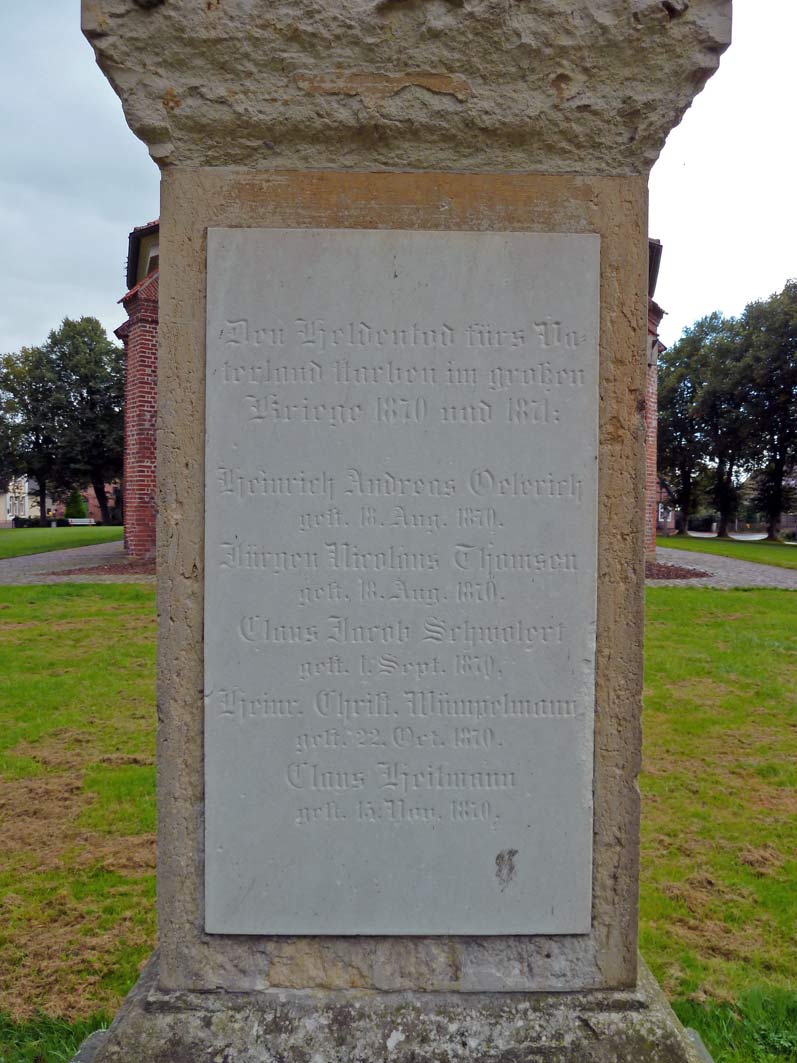 Den Heldentod fürs Va-
terland starben im großen
Kriege 1870 und 1871:
Heinrich Andreas Oelerich
gest. 18. Aug. 1870.
Jürgen Nicolaus Thomsen
gest. 18. Aug. 1870.
Claus Jacob
gest. 1. Sept. 1870.
Heinr. Christ. Wümpelmann
gest. 22. Oct. 1870.
Claus Heitmann
gest. 15. Nov. 1870.